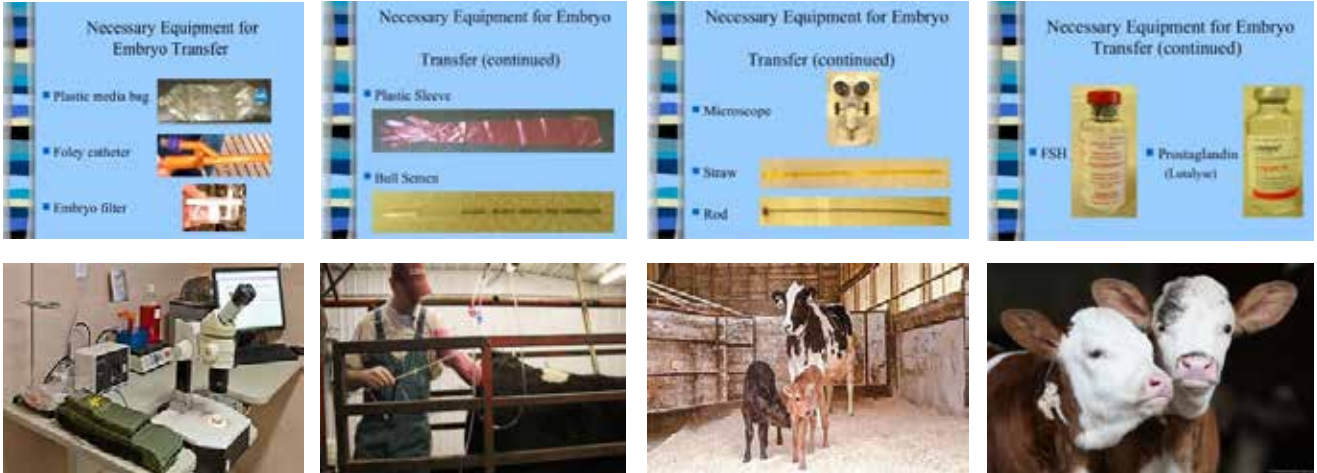 Necessary Equipment for
Embryo Transfer
Plastic media bag
Foley catheter
Embryo filter
Necessary Equipment for Embryo
Transfer (continued)
Plastic Sleeve
Bull Semen
Necessary Equipment for Embryo
Transfer (continued)
Microscope
Straw
Rod
Necessary Equipment for Embryo
Transfer (continued)
FSH
Prostaglandin
(Lutalyse)